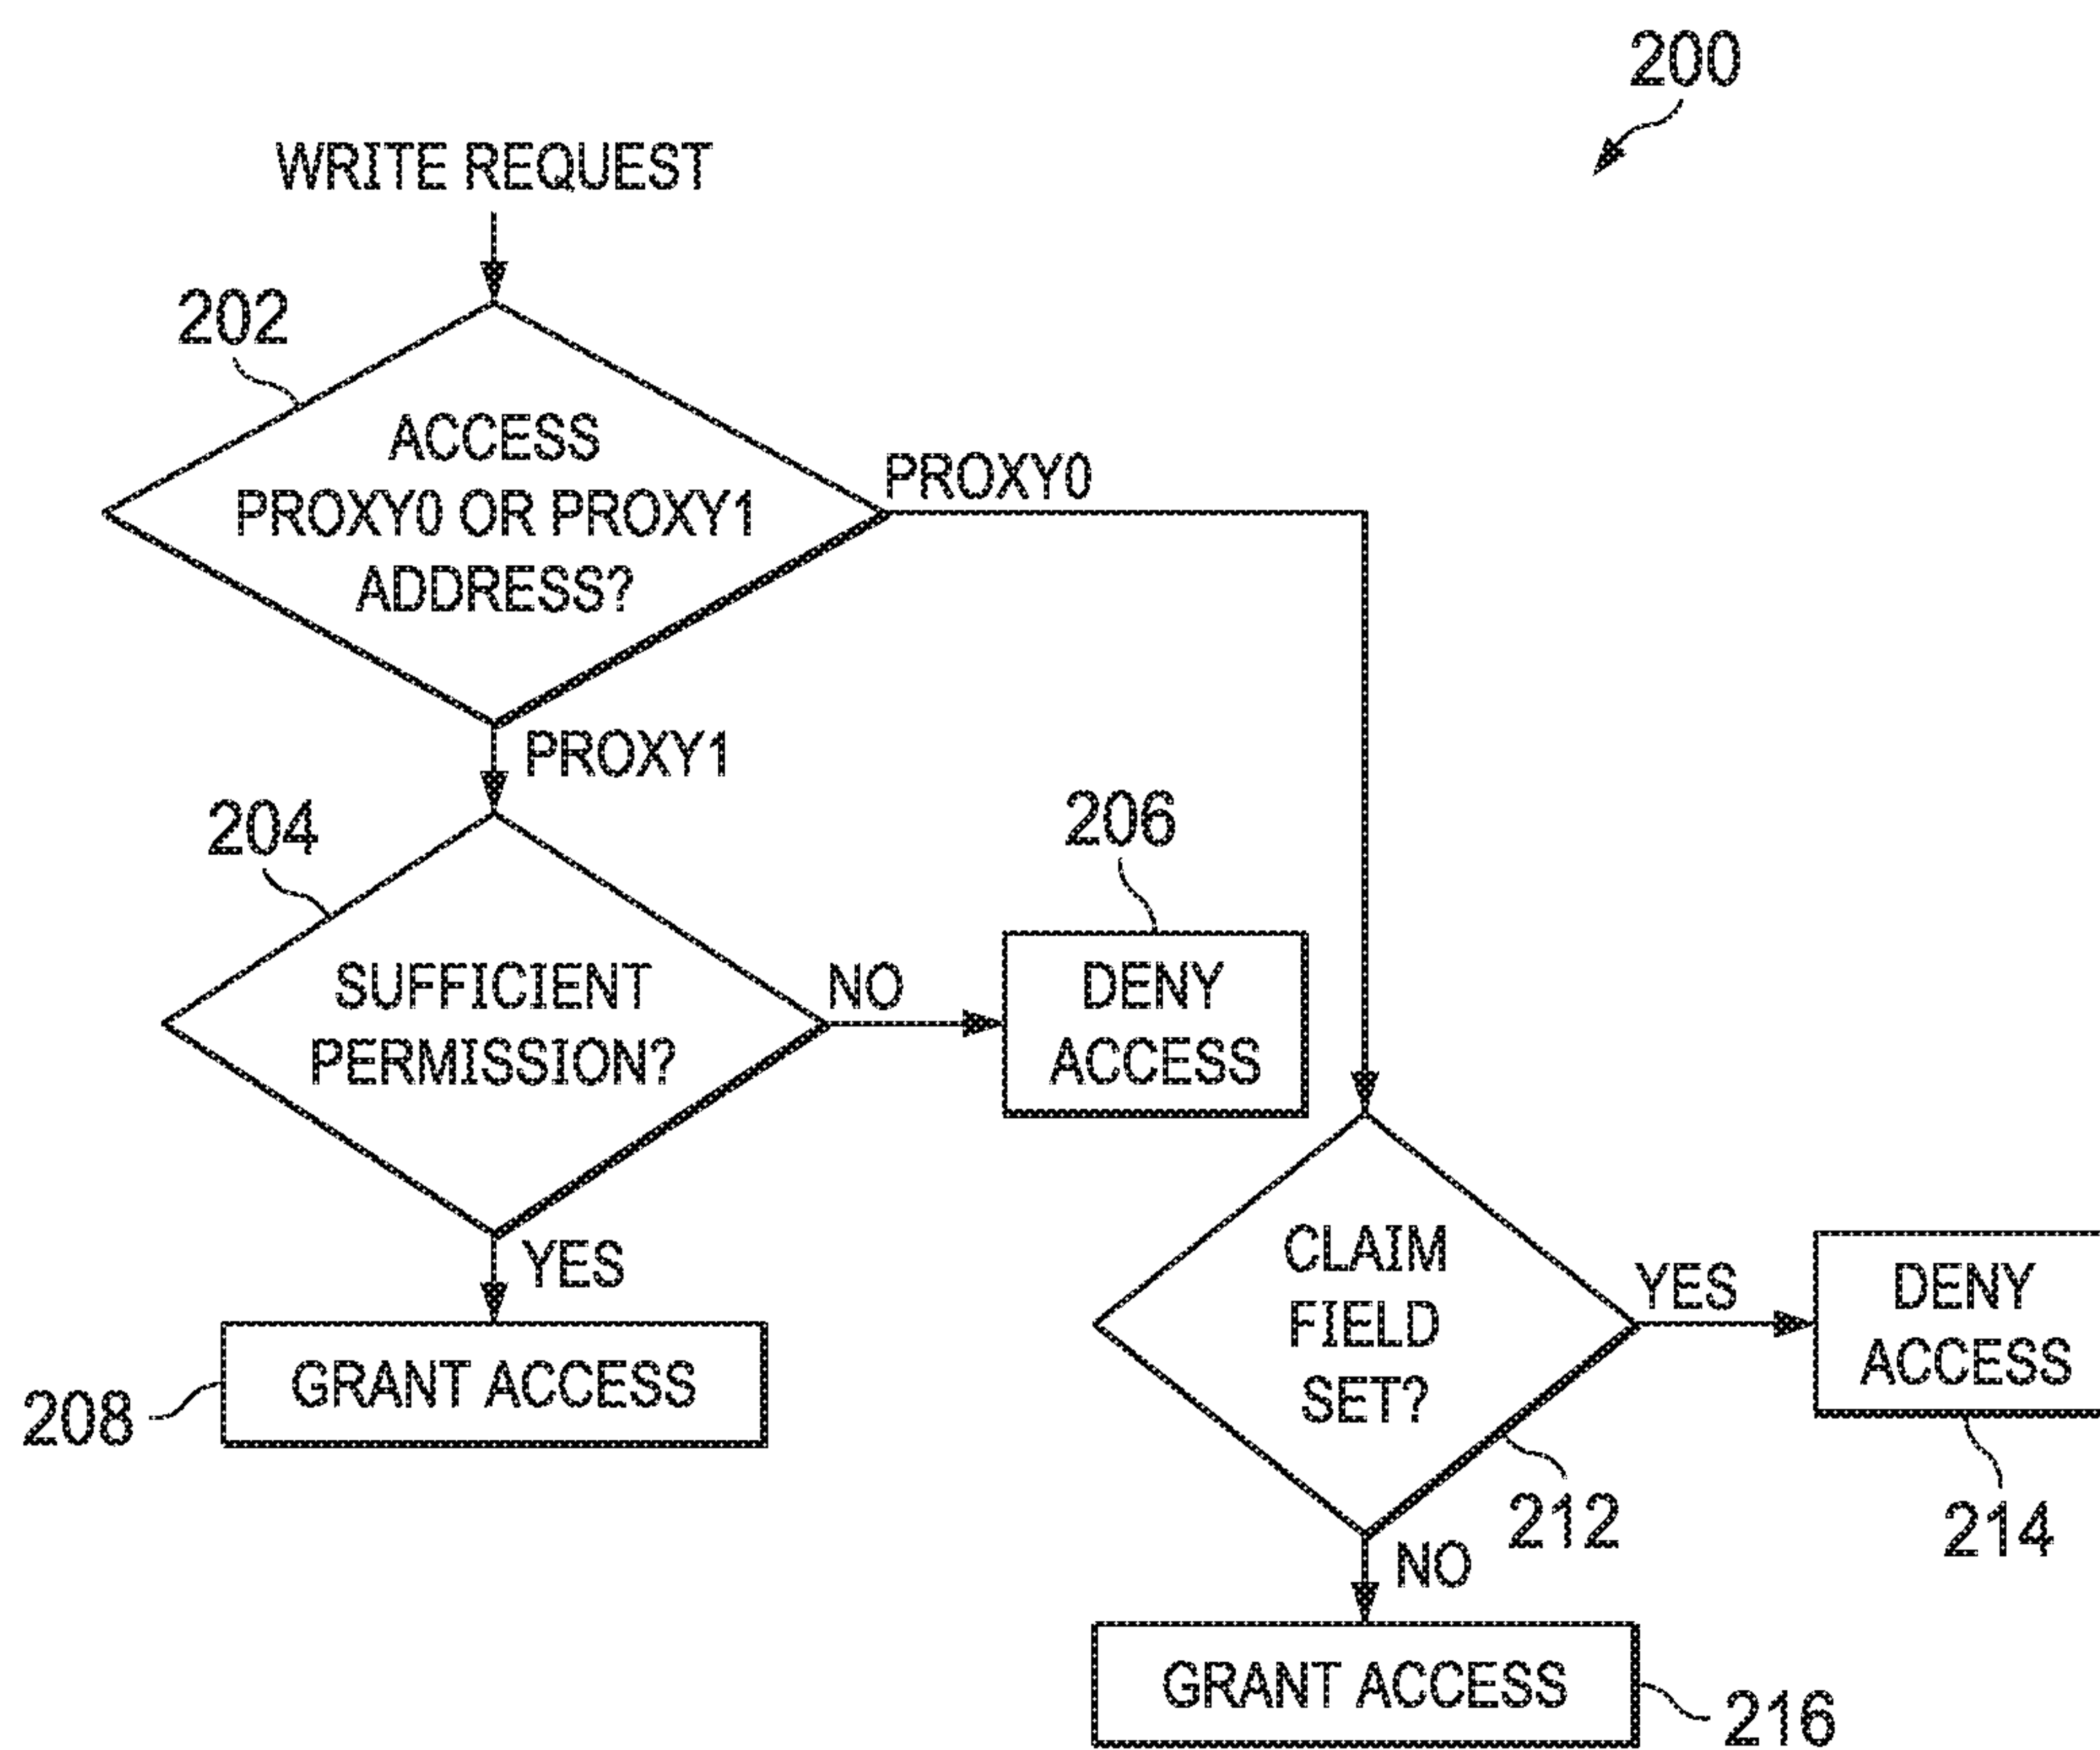 200
WRITE REQUEST
202
ACCESS
PROXY0 OR PROXY1
ADDRESS?
PROXY0
PROXY1
204
206
SUFFICIENT
PERMISSION?
NO
DENY
ACCESS
YES
208
GRANT ACCESS
CLAIM
FIELD
SET?
YES
DENY
ACCESS
212
214
NO
GRANT ACCESS
216